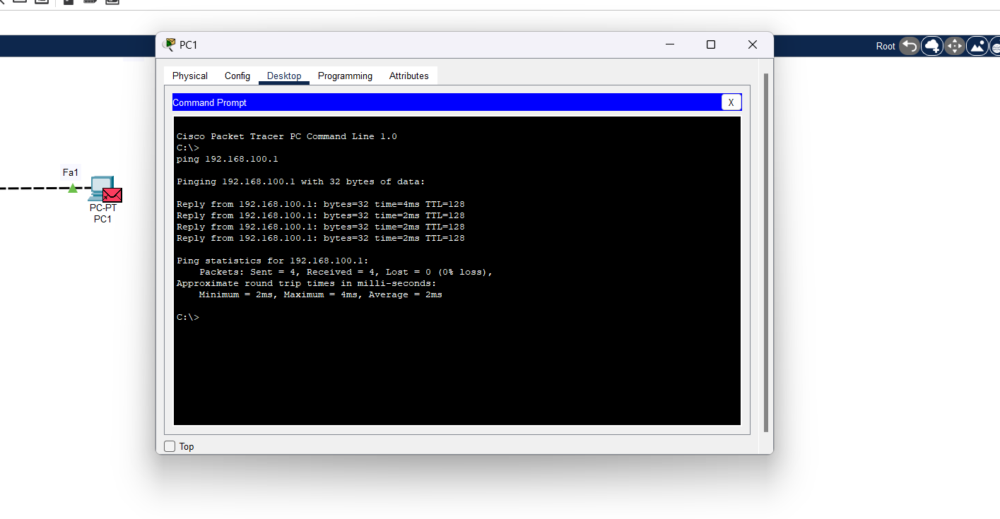 Root
PC1
Physical Config Desktop Programming Attributes
Command Prompt
X
Cisco Packet Tracer PC Command Line 1.0
C:\>
ping 192.168.100.1
Pinging 192.168.100.1 with 32 bytes of data:
Reply from 192.168.100.1: bytes=32 time=4ms TTL=128
Reply from 192.168.100.1: bytes=32 time=2ms TTL=128
Reply from 192.168.100.1: bytes=32 time=2ms TTL=128
Reply from 192.168.100.1: bytes=32 time=2ms TTL=128
Ping statistics for 192.168.100.1:
Packets: Sent = 4, Received = 4, Lost = 0 (0% loss),
Approximate round trip times in milli-seconds:
Minimum = 2ms, Maximum = 4ms, Average = 2ms
C:\>
Top
Fa1
PC-PT
PC1